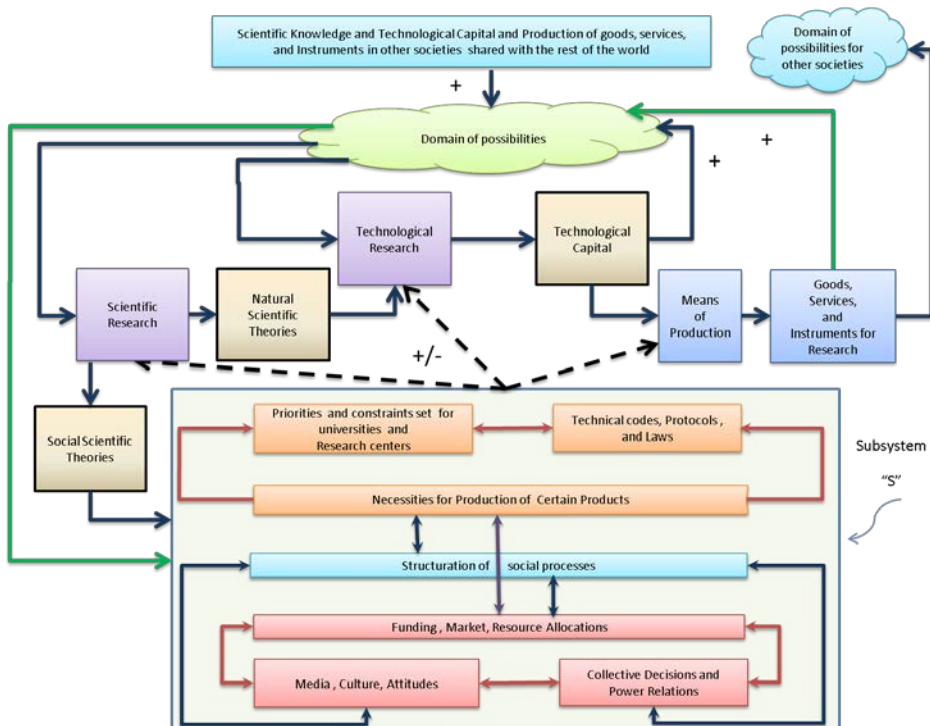 Scientific Knowledge and Technological Capital and Production of goods, services,
and Instruments in other societies shared with the rest of the world
Domain of
possibilities for
other societies
+
Domain of possibilities
+
+
Technological
Research
Technological
Capital
Scientific
Research
Natural
Scientific
Theories
Means
of
Production
Goods,
Services,
and
Instruments for
Research
+/-
Social Scientific
Theories
Priorities and constraints set for
universities and
Research centers
Technical codes, Protocols ,
and Laws
Subsystem
"S"
Necessities for Production of Certain Products
Structuration of social processes
Funding , Market, Resource Allocations
Media , Culture, Attitudes
Collective Decisions and
Power Relations